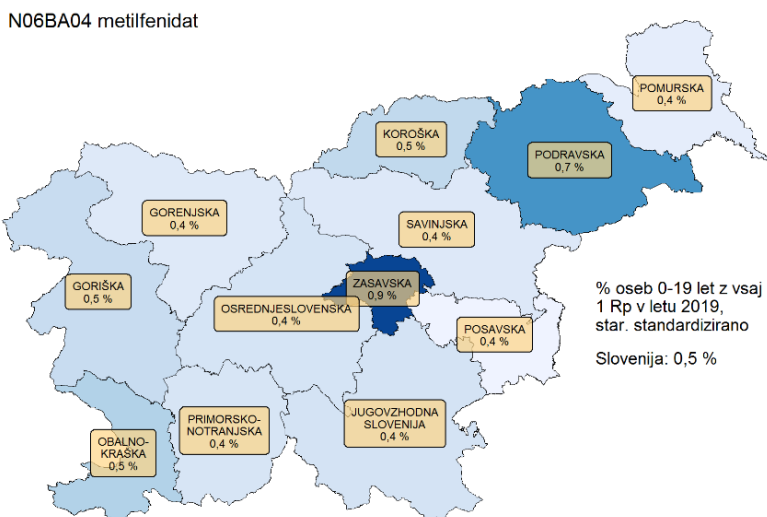 N06BA04 metilfenidat
POMURSKA
0,4 %
KOROŠKA
0,5 %
PODRAVSKA
0,7 %
GORENJSKA
0,4 %
SAVINJSKA
0,4 %
GORIŠKA
0,5 %
ZASAVSKA
0,9 %
OSREDNJESLOVENSKA
0,4 %
POSAVSKA
0,4 %
% oseb 0-19 let z vsaj
1 Rp v letu 2019,
star. standardizirano
Slovenija: 0,5 %
PRIMORSKO-
NOTRANJSKA
0,4 %
JUGOVZHODNA
SLOVENIJA
0,4 %
OBALNO-
KRAŠKA
0,5 %